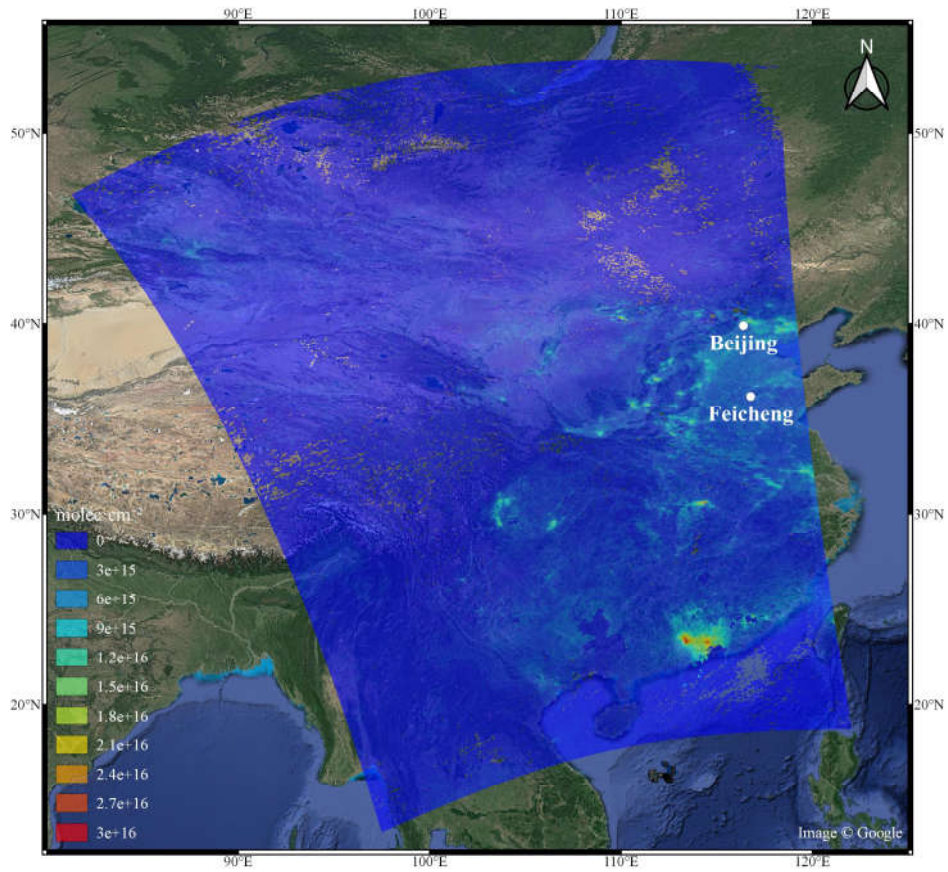 90°E 100°E 110°E 120°E
N
50°N 50°N
40°N 40°N
Beijing
Feicheng
30°N 30°N
molec·cm⁻²
0
3e+15
6e+15
9e+15
1.2e+16
1.5e+16
1.8e+16
20°N 20°N
2.1e+16
2.4e+16
2.7e+16
3e+16
Image © Google
90°E 100°E 110°E 120°E